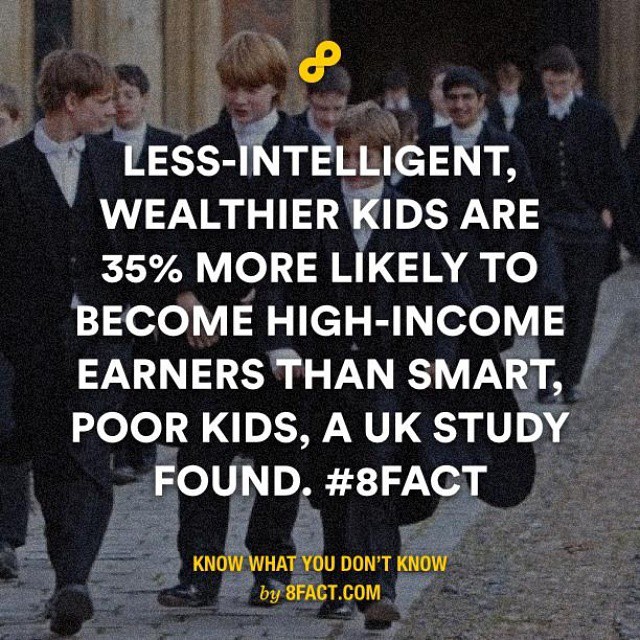 LESS-INTELLIGENT,
WEALTHIER KIDS ARE
35% MORE LIKELY TO
BECOME HIGH-INCOME
EARNERS THAN SMART,
POOR KIDS, A UK STUDY
FOUND. #8FACT
KNOW WHAT YOU DON'T KNOW
by 8FACT.COM